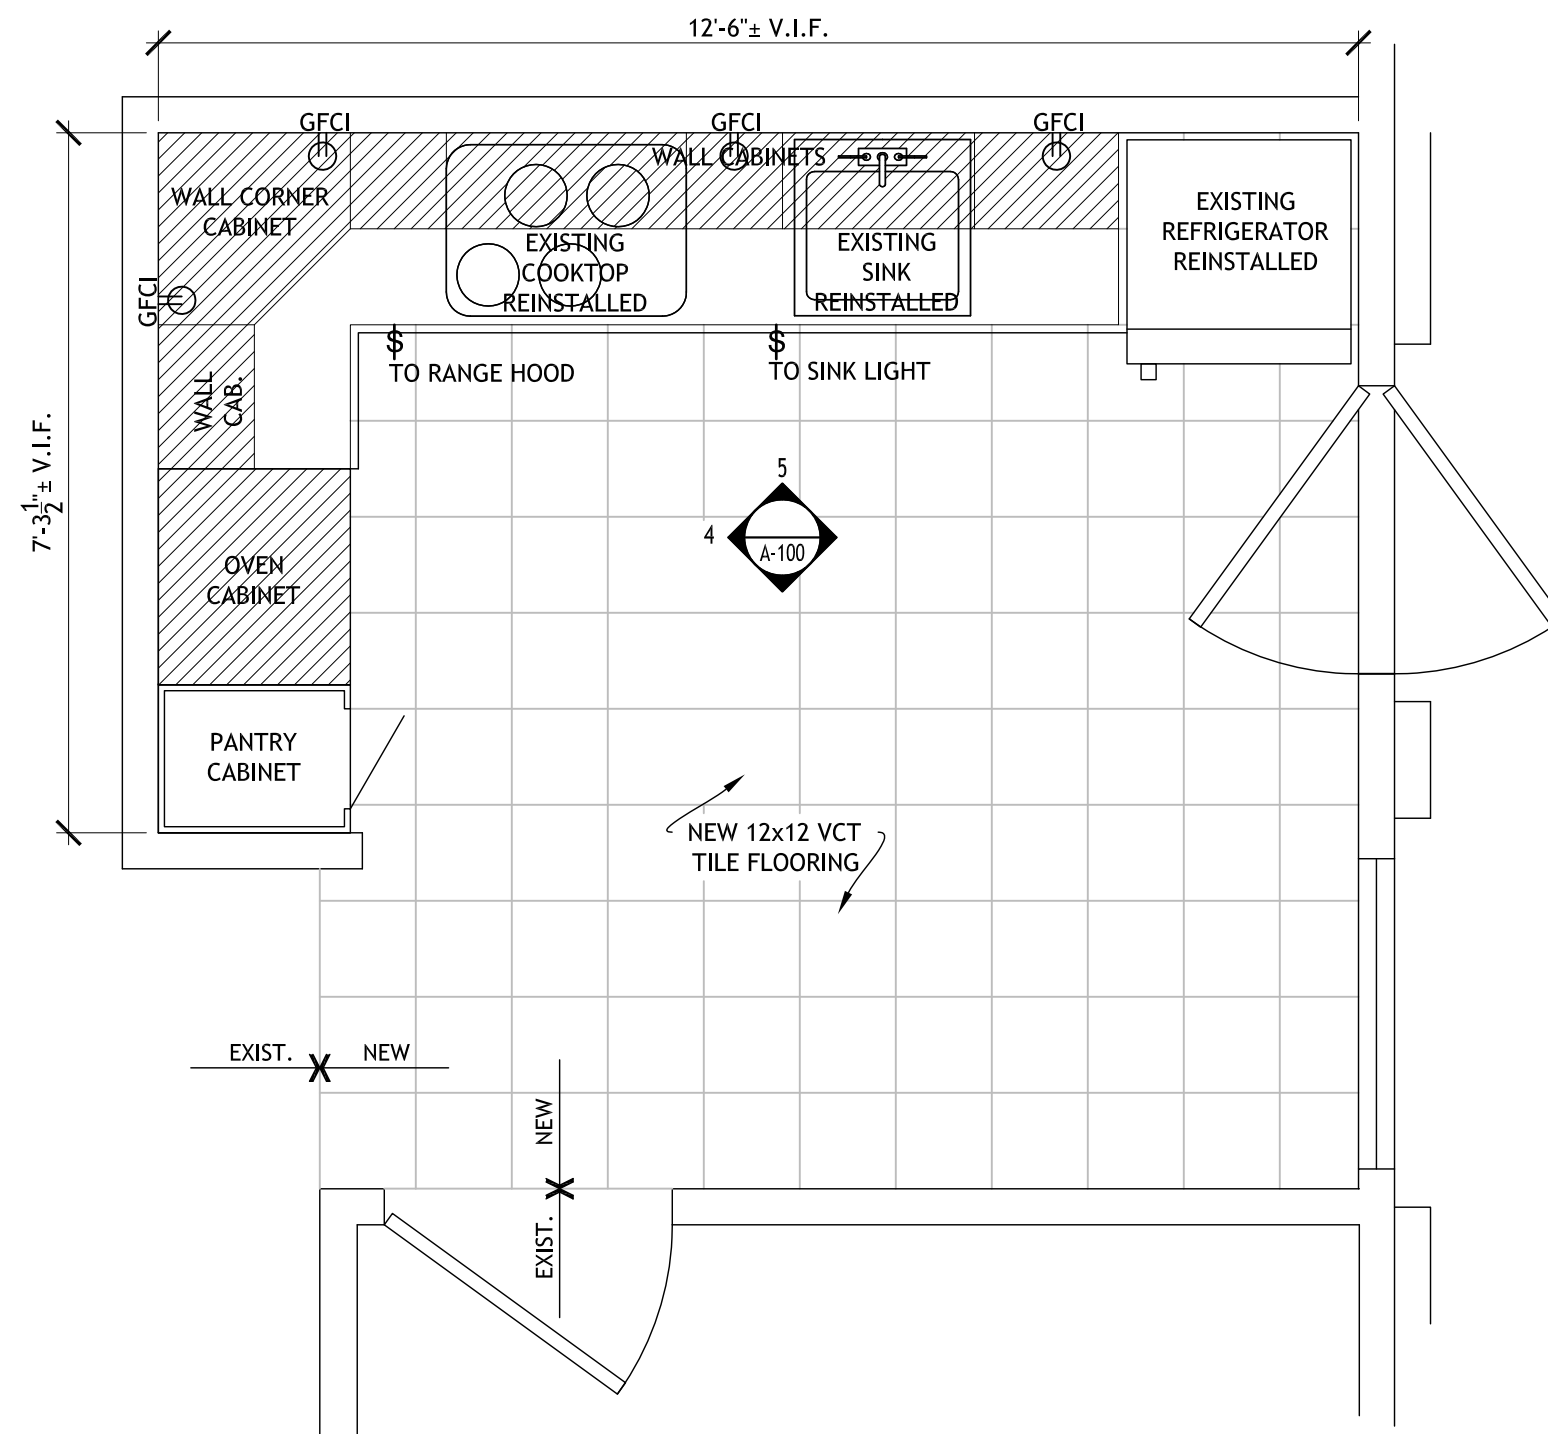 12'-6"± V.I.F.
GFCI
GFCI
GFCI
WALL CABINETS
WALL CORNER
CABINET
EXISTING
COOKTOP
REINSTALLED
EXISTING
SINK
REINSTALLED
EXISTING
REFRIGERATOR
REINSTALLED
GFCI
$
TO RANGE HOOD
$
TO SINK LIGHT
WALL
CAB.
7'-3 1/2"± V.I.F.
5
4
A-100
OVEN
CABINET
PANTRY
CABINET
NEW 12x12 VCT
TILE FLOORING
EXIST.
NEW
NEW
EXIST.